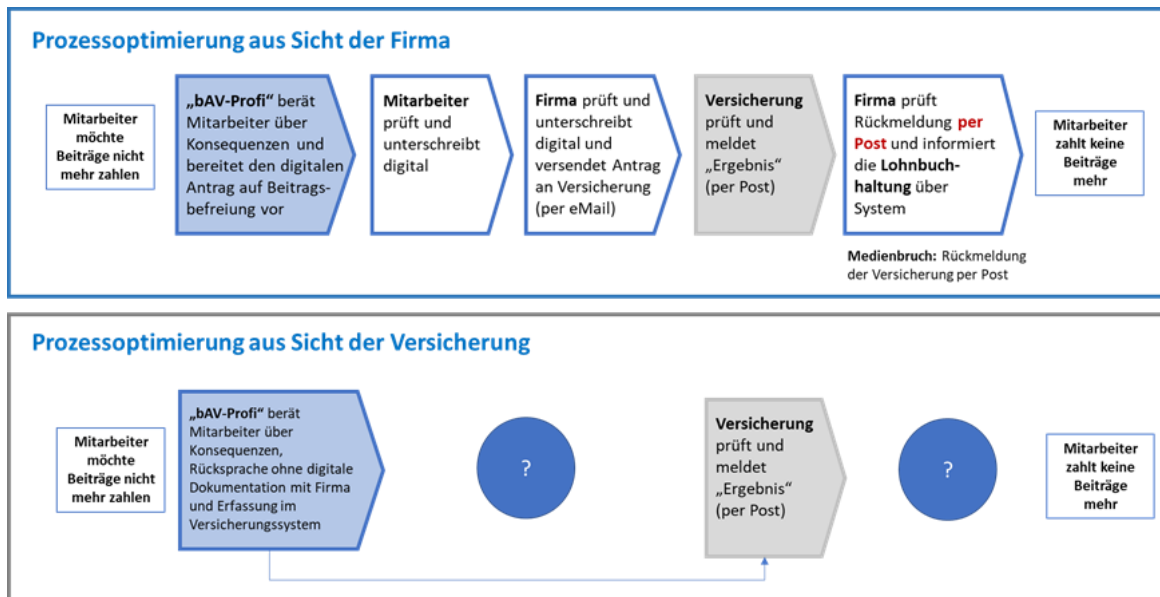 Prozessoptimierung aus Sicht der Firma
Mitarbeiter
möchte
Beiträge nicht
mehr zahlen
„bAV-Profi“ berät
Mitarbeiter über
Konsequenzen und
bereitet den digitalen
Antrag auf Beitrags-
befreiung vor
Mitarbeiter
prüft und
unterschreibt
digital
Firma prüft und
unterschreibt
digital und
versendet Antrag
an Versicherung
(per eMail)
Versicherung
prüft und
meldet
„Ergebnis“
(per Post)
Firma prüft
Rückmeldung per
Post und informiert
die Lohnbuch-
haltung über
System
Mitarbeiter
zahlt keine
Beiträge
mehr
Medienbruch: Rückmeldung
der Versicherung per Post
Prozessoptimierung aus Sicht der Versicherung
Mitarbeiter
möchte
Beiträge nicht
mehr zahlen
„bAV-Profi“ berät
Mitarbeiter über
Konsequenzen,
Rücksprache ohne digitale
Dokumentation mit Firma
und Erfassung im
Versicherungssystem
?
Versicherung
prüft und
meldet
„Ergebnis“
(per Post)
?
Mitarbeiter
zahlt keine
Beiträge
mehr